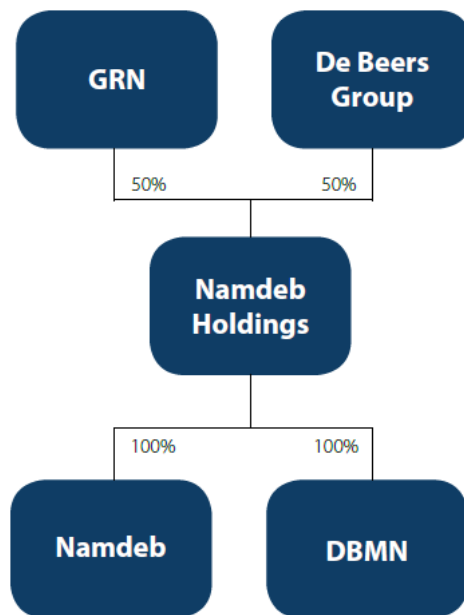 GRN
De Beers
Group
50%
50%
Namdeb
Holdings
100%
100%
Namdeb
DBMN